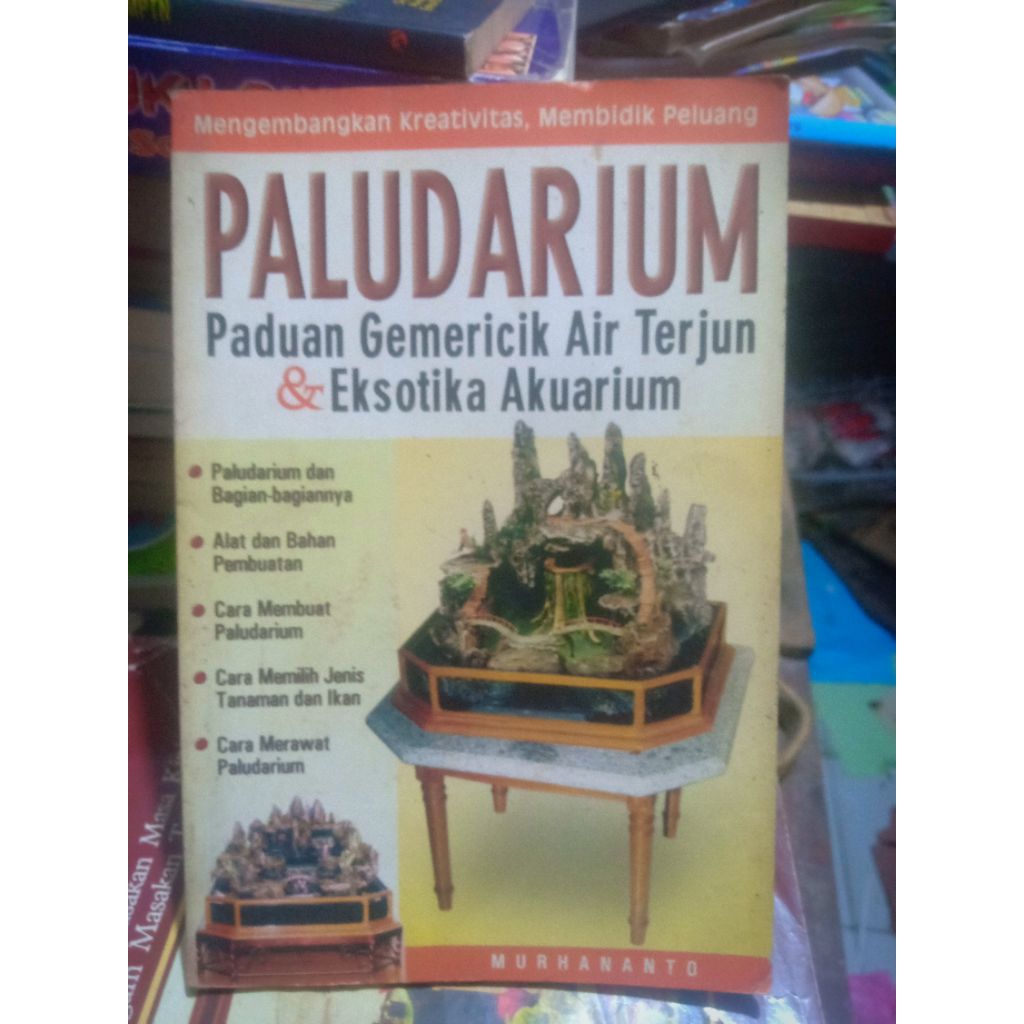 Mengembangkan Kreativitas, Membidik Peluang
PALUDARIUM
Paduan Gemericik Air Terjun
& Eksotika Akuarium
• Paludarium dan
Bagian-bagiannya
• Alat dan Bahan
Pembuatan
• Cara Membuat
Paludarium
• Cara Memilih Jenis
Tanaman dan Ikan
• Cara Merawat
Paludarium
MURHANANTO
Masakan